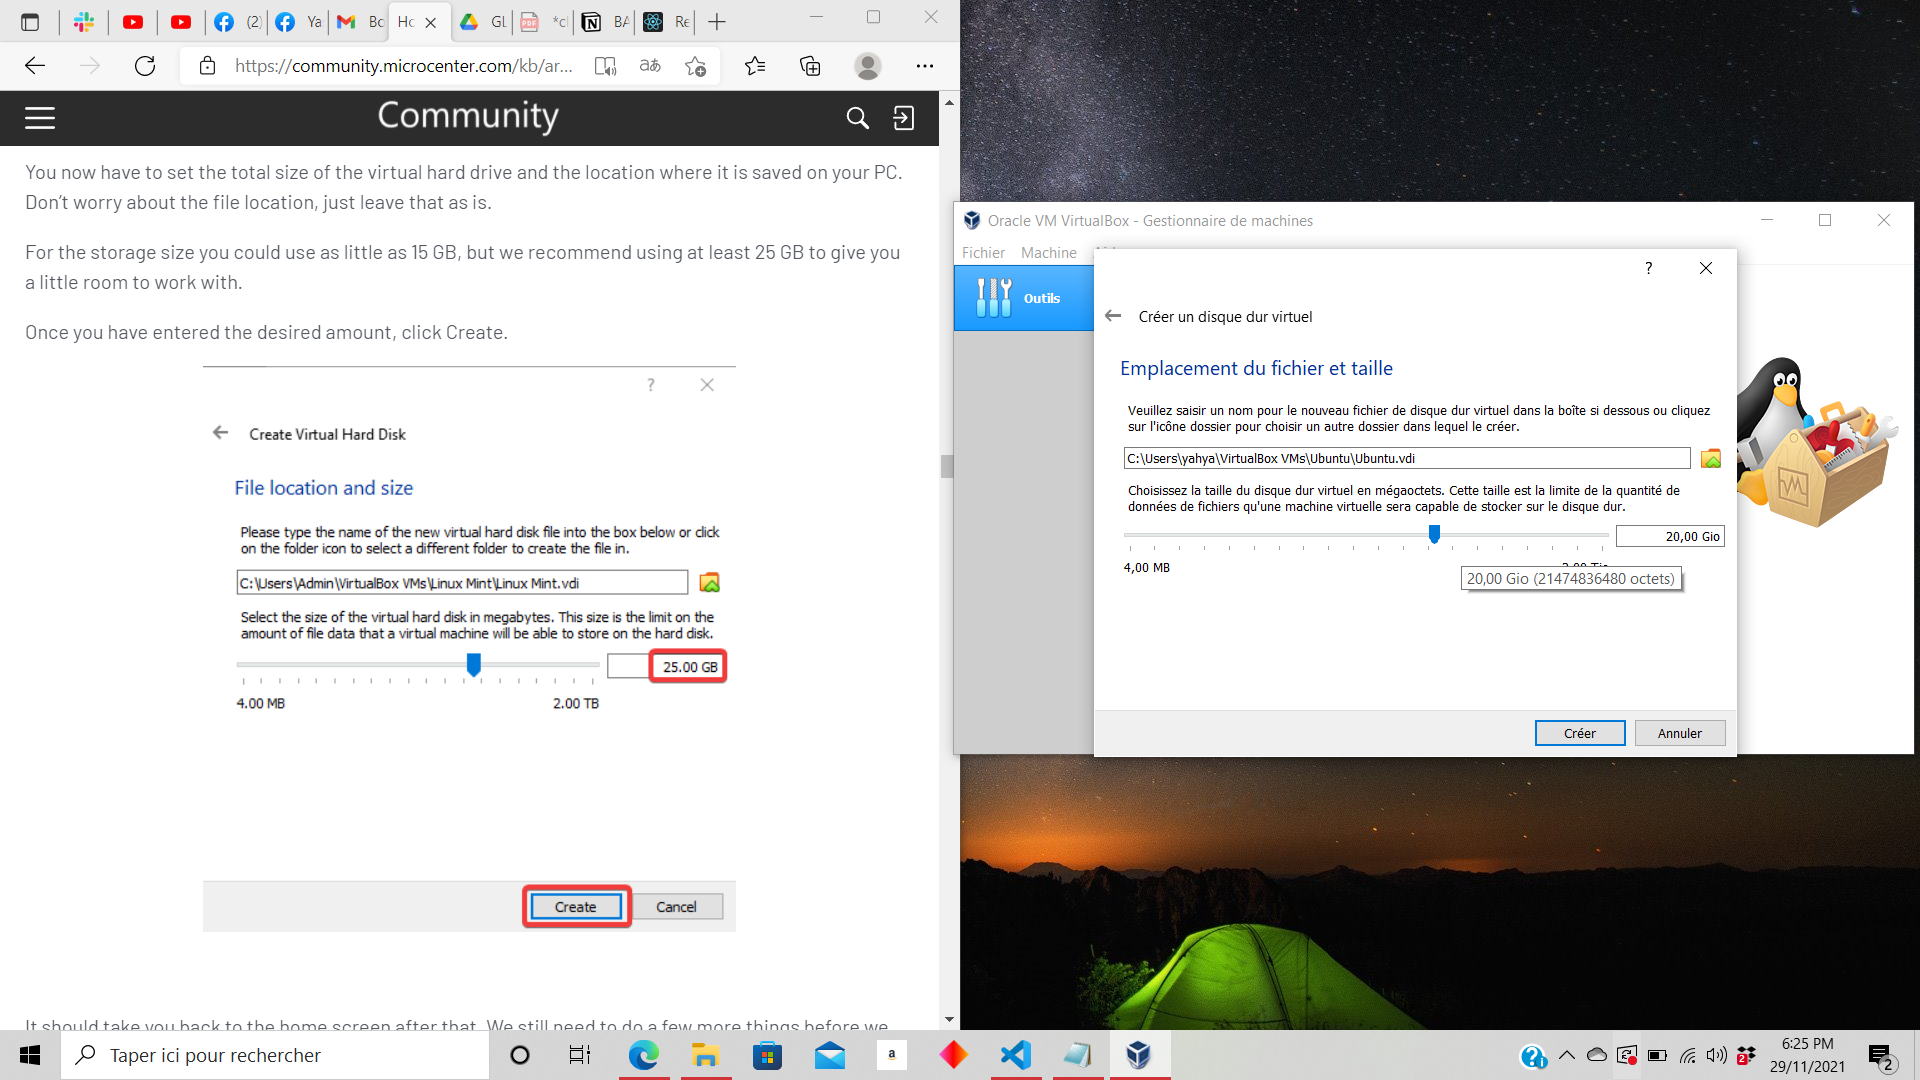 (2)
Ya
Bc
Hc
GL
*cl
BA
Re
https://community.microcenter.com/kb/ar...
Community
You now have to set the total size of the virtual hard drive and the location where it is saved on your PC.
Don’t worry about the file location, just leave that as is.
For the storage size you could use as little as 15 GB, but we recommend using at least 25 GB to give you
a little room to work with.
Once you have entered the desired amount, click Create.
?
Create Virtual Hard Disk
File location and size
Please type the name of the new virtual hard disk file into the box below or click
on the folder icon to select a different folder to create the file in.
C:\Users\Admin\VirtualBox VMs\Linux Mint\Linux Mint.vdi
Select the size of the virtual hard disk in megabytes. This size is the limit on the
amount of file data that a virtual machine will be able to store on the hard disk.
25.00 GB
4.00 MB
2.00 TB
Create
Cancel
It should take you back to the home screen after that. We still need to do a few more things before we
Oracle VM VirtualBox - Gestionnaire de machines
Fichier
Machine
Outils
?
Créer un disque dur virtuel
Emplacement du fichier et taille
Veuillez saisir un nom pour le nouveau fichier de disque dur virtuel dans la boîte si dessous ou cliquez
sur l'icône dossier pour choisir un autre dossier dans lequel le créer.
C:\Users\yahya\VirtualBox VMs\Ubuntu\Ubuntu.vdi
Choisissez la taille du disque dur virtuel en mégaoctets. Cette taille est la limite de la quantité de
données de fichiers qu'une machine virtuelle sera capable de stocker sur le disque dur.
20,00 Gio
4,00 MB
20,00 Gio (21474836480 octets)
Créer
Annuler
Taper ici pour rechercher
a
2
6:25 PM
29/11/2021
2